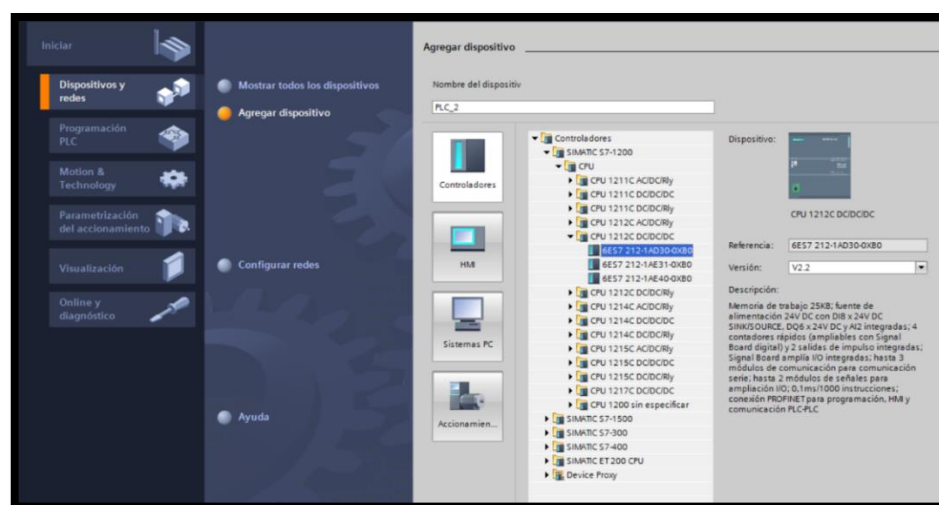 Iniciar
Dispositivos y
redes
Programación
PLC
Motion &
Technology
Parametrización
del accionamiento
Visualización
Online y
diagnóstico
Mostrar todos los dispositivos
Agregar dispositivo
Configurar redes
Ayuda
Agregar dispositivo
Nombre del dispositiv
PLC_2
Controladores
HMI
Sistemas PC
Accionamien...
Controladores
SIMATIC S7-1200
CPU
CPU 1211C AC/DC/Rly
CPU 1211C DC/DC/DC
CPU 1211C DC/DC/Rly
CPU 1212C AC/DC/Rly
CPU 1212C DC/DC/DC
6ES7 212-1AD30-0XB0
6ES7 212-1AE31-0XB0
6ES7 212-1AE40-0XB0
CPU 1212C DC/DC/Rly
CPU 1214C AC/DC/Rly
CPU 1214C DC/DC/DC
CPU 1214C DC/DC/Rly
CPU 1215C AC/DC/Rly
CPU 1215C DC/DC/DC
CPU 1215C DC/DC/Rly
CPU 1217C DC/DC/DC
CPU 1200 sin especificar
SIMATIC S7-1500
SIMATIC S7-300
SIMATIC S7-400
SIMATIC ET 200 CPU
Device Proxy
Dispositivo:
CPU 1212C DC/DC/DC
Referencia:
6ES7 212-1AD30-0XB0
Versión:
V2.2
Descripción:
Memoria de trabajo 25KB; fuente de
alimentación 24V DC con DI8 x 24V DC
SINK/SOURCE, DQ6 x 24V DC y AI2 integradas; 4
contadores rápidos (ampliables con Signal
Board digital) y 2 salidas de impulso integradas;
Signal Board amplía I/O integradas; hasta 3
módulos de comunicación para comunicación
serie; hasta 2 módulos de señales para
ampliación I/O; 0,1ms/1000 instrucciones;
conexión PROFINET para programación, HMI y
comunicación PLC-PLC